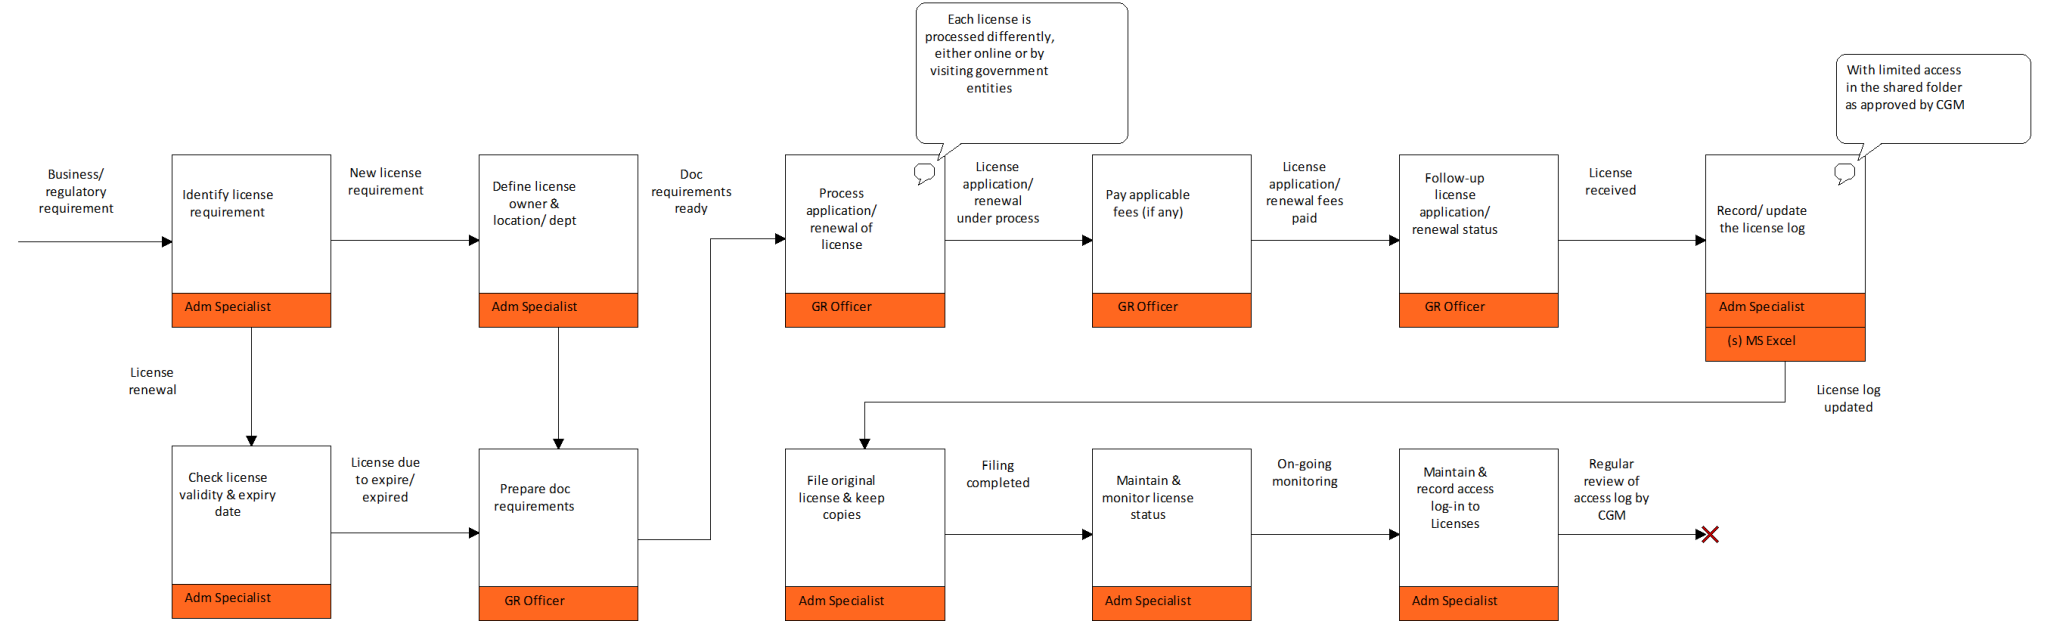 Each license is
processed differently,
either online or by
visiting government
entities
With limited access
in the shared folder
as approved by CGM
Business/
regulatory
requirement
Identify license
requirement
Adm Specialist
New license
requirement
Define license
owner &
location/ dept
Adm Specialist
Doc
requirements
ready
Process
application/
renewal of
license
GR Officer
License
application/
renewal
under process
Pay applicable
fees (if any)
GR Officer
License
application/
renewal fees
paid
Follow-up
license
application/
renewal status
GR Officer
License
received
Record/ update
the license log
Adm Specialist
(s) MS Excel
License
renewal
License log
updated
Check license
validity & expiry
date
Adm Specialist
License due
to expire/
expired
Prepare doc
requirements
GR Officer
File original
license & keep
copies
Adm Specialist
Filing
completed
Maintain &
monitor license
status
Adm Specialist
On-going
monitoring
Maintain &
record access
log-in to
Licenses
Adm Specialist
Regular
review of
access log by
CGM